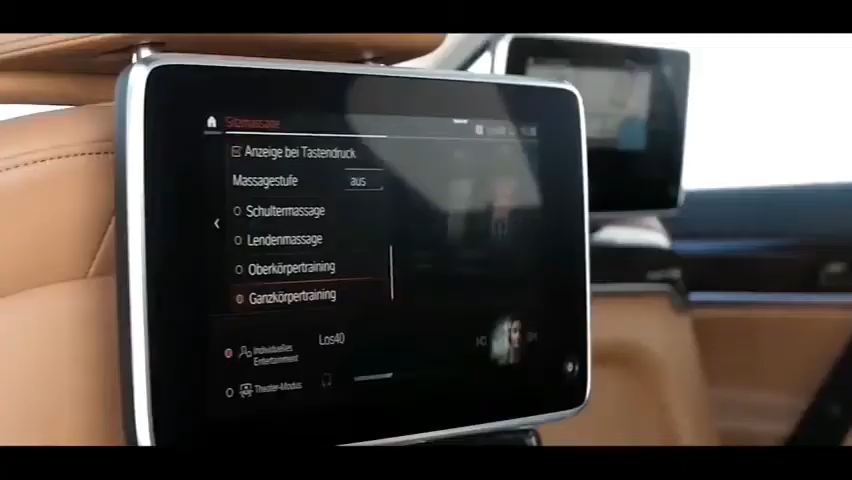 Sitzmassage
Anzeige bei Tastendruck
Massagestufe aus
Schultermassage
Lendenmassage
Oberkörpertraining
Ganzkörpertraining
Individuelles
Entertainment
Los40
Theater-Modus